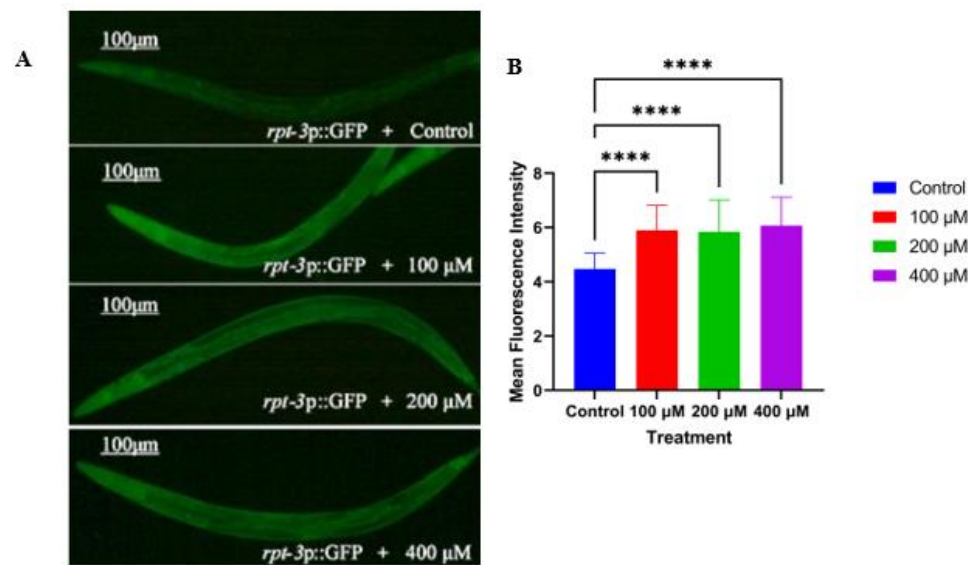 A
100μm
rpt-3p::GFP + Control
100μm
rpt-3p::GFP + 100 μM
100μm
rpt-3p::GFP + 200 μM
100μm
rpt-3p::GFP + 400 μM
B
****
****
****
Mean Fluorescence Intensity
8
6
4
2
0
Control 100 μM 200 μM 400 μM
Treatment
Control
100 μM
200 μM
400 μM